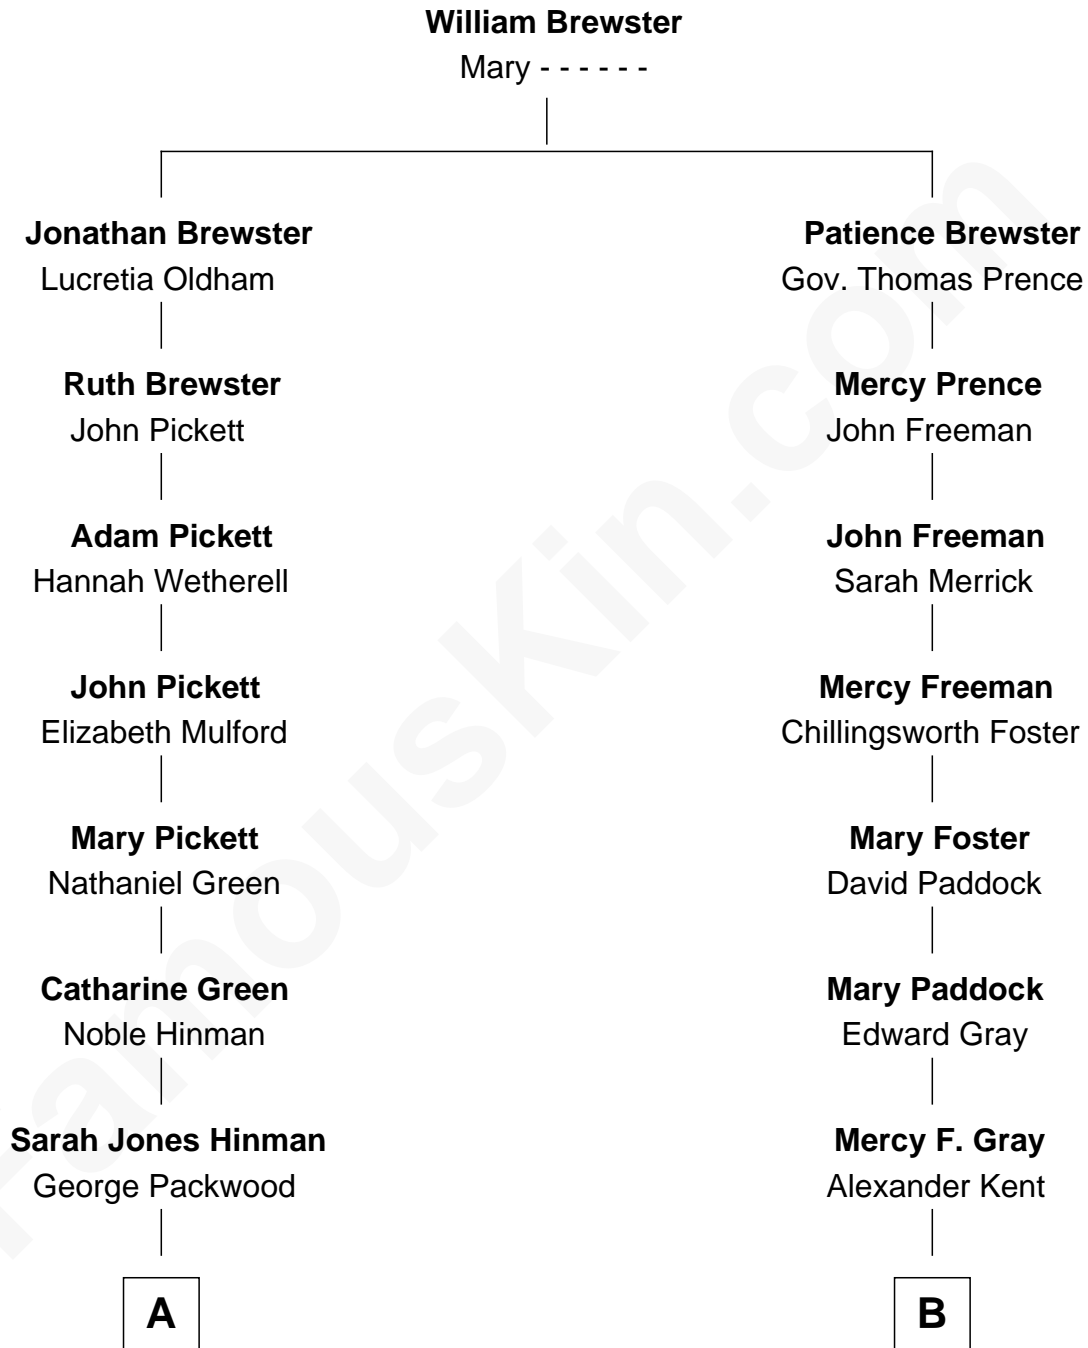 William Brewster
Mary - - - - - -
Jonathan Brewster
Lucretia Oldham
Patience Brewster
Gov. Thomas Prence
Ruth Brewster
John Pickett
Mercy Prence
John Freeman
Adam Pickett
Hannah Wetherell
John Freeman
Sarah Merrick
John Pickett
Elizabeth Mulford
Mercy Freeman
Chillingsworth Foster
Mary Pickett
Nathaniel Green
Mary Foster
David Paddock
Catharine Green
Noble Hinman
Mary Paddock
Edward Gray
Sarah Jones Hinman
George Packwood
Mercy F. Gray
Alexander Kent
A
B
FamousKin.com